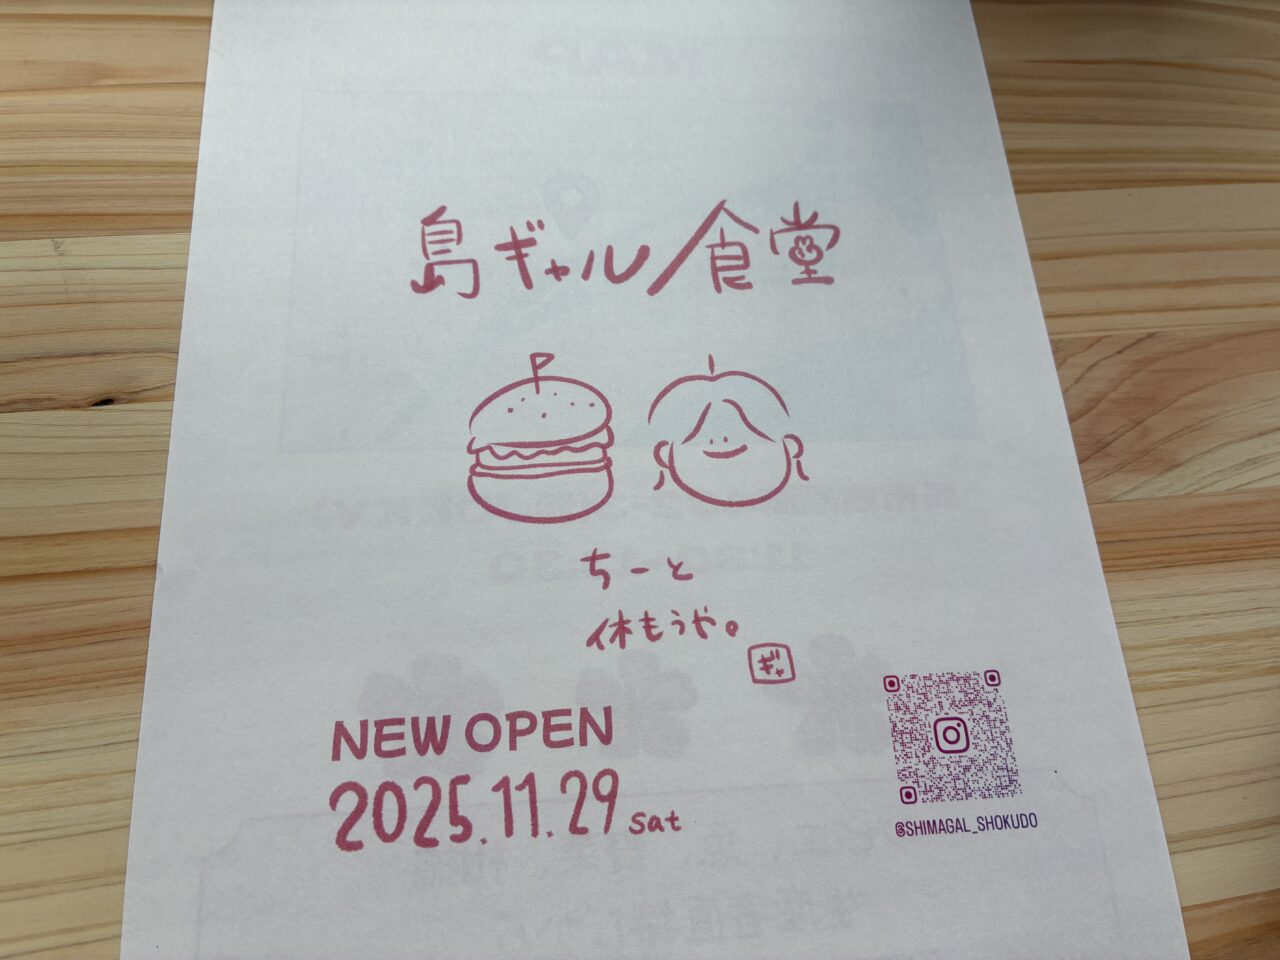 島ギャル食堂
ちーと
休もうや。
ギャ
NEW OPEN
2025.11.29 sat
@SHIMAGAL_SHOKUDO